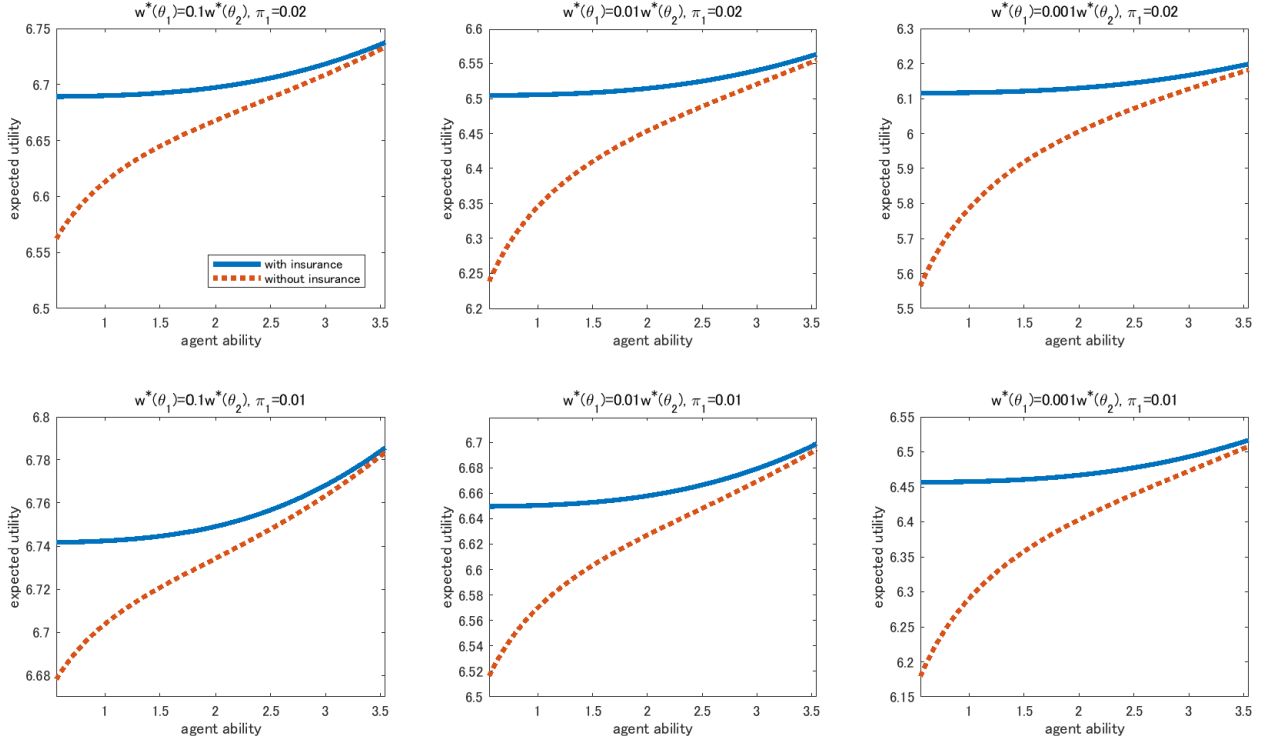 w*(θ₁)=0.1w*(θ₂), π₁=0.02
6.75
6.7
6.65
6.6
6.55
6.5
expected utility
with insurance
without insurance
1 1.5 2 2.5 3 3.5
agent ability
w*(θ₁)=0.01w*(θ₂), π₁=0.02
6.6
6.55
6.5
6.45
6.4
6.35
6.3
6.25
6.2
expected utility
1 1.5 2 2.5 3 3.5
agent ability
w*(θ₁)=0.001w*(θ₂), π₁=0.02
6.3
6.2
6.1
6
5.9
5.8
5.7
5.6
5.5
expected utility
1 1.5 2 2.5 3 3.5
agent ability
w*(θ₁)=0.1w*(θ₂), π₁=0.01
6.8
6.78
6.76
6.74
6.72
6.7
6.68
expected utility
1 1.5 2 2.5 3 3.5
agent ability
w*(θ₁)=0.01w*(θ₂), π₁=0.01
6.7
6.68
6.66
6.64
6.62
6.6
6.58
6.56
6.54
6.52
6.5
expected utility
1 1.5 2 2.5 3 3.5
agent ability
w*(θ₁)=0.001w*(θ₂), π₁=0.01
6.55
6.5
6.45
6.4
6.35
6.3
6.25
6.2
6.15
expected utility
1 1.5 2 2.5 3 3.5
agent ability